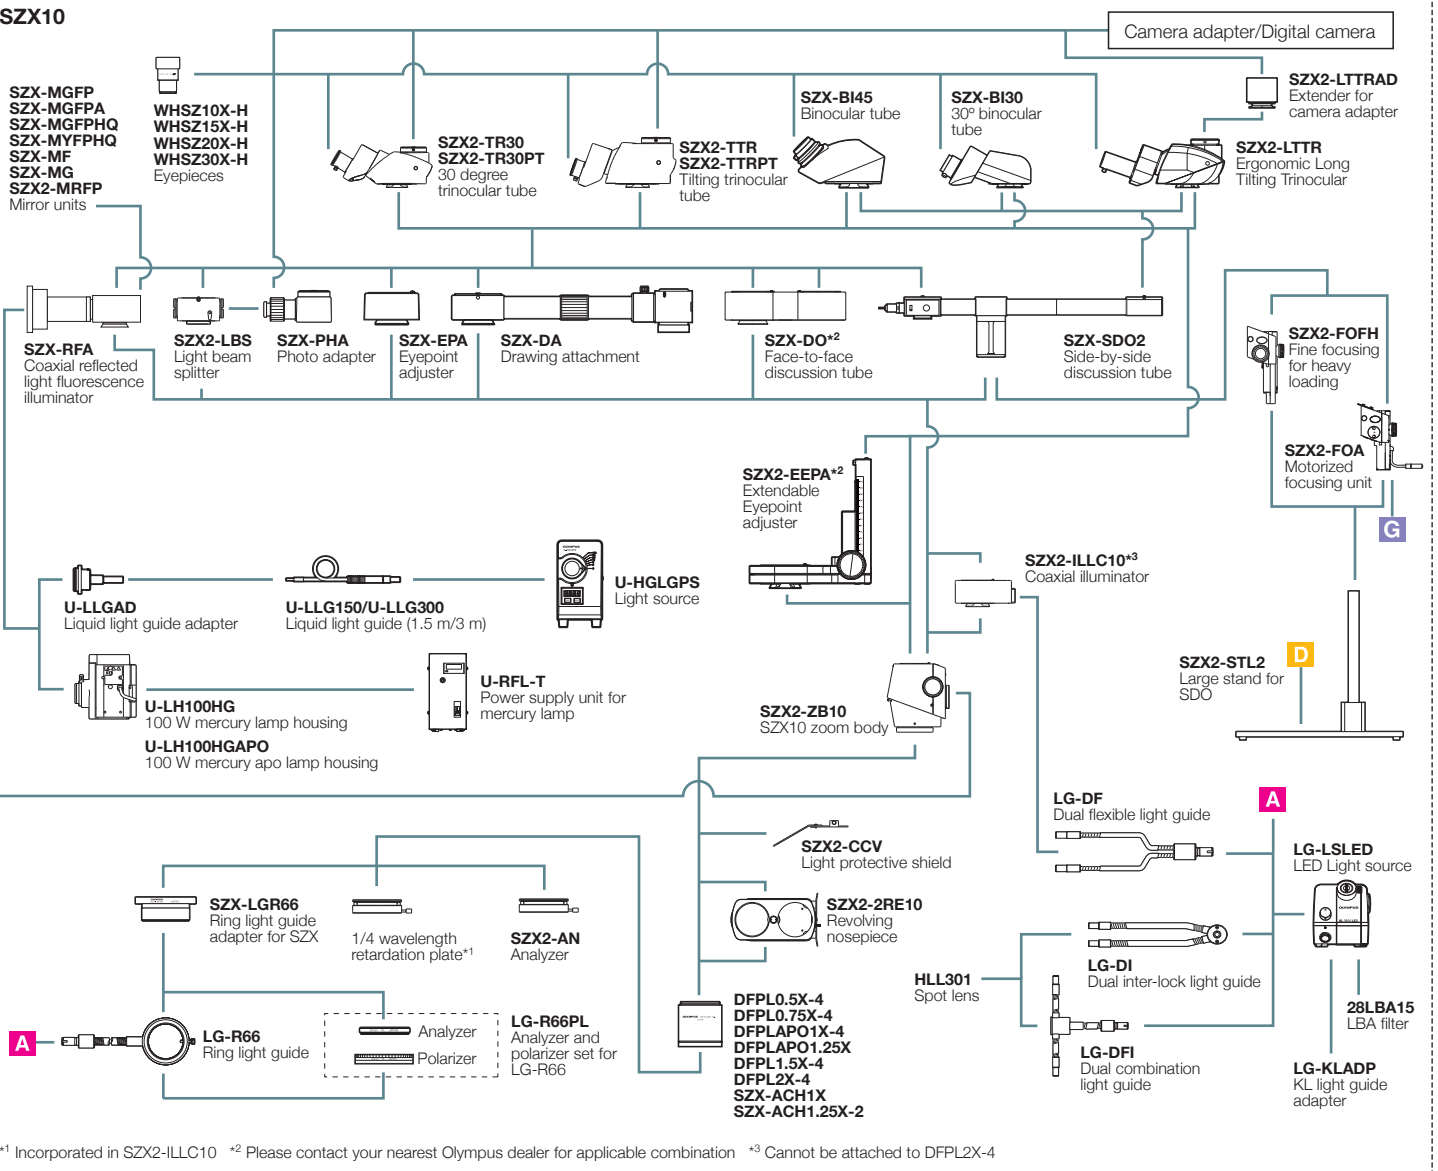 SZX10
Camera adapter/Digital camera
SZX-MGFP
SZX-MGFPA
SZX-MGFPHQ
SZX-MYFPHQ
SZX-MF
SZX-MG
SZX2-MRFP
Mirror units
WHSZ10X-H
WHSZ15X-H
WHSZ20X-H
WHSZ30X-H
Eyepieces
SZX2-TR30
SZX2-TR30PT
30 degree
trinocular tube
SZX2-TTR
SZX2-TTRPT
Tilting trinocular
tube
SZX-BI45
Binocular tube
SZX-BI30
30º binocular
tube
SZX2-LTTRAD
Extender for
camera adapter
SZX2-LTTR
Ergonomic Long
Tilting Trinocular
SZX-RFA
Coaxial reflected
light fluorescence
illuminator
SZX2-LBS
Light beam
splitter
SZX-PHA
Photo adapter
SZX-EPA
Eyepoint
adjuster
SZX-DA
Drawing attachment
SZX-DO*2
Face-to-face
discussion tube
SZX-SDO2
Side-by-side
discussion tube
SZX2-FOFH
Fine focusing
for heavy
loading
SZX2-FOA
Motorized
focusing unit
G
SZX2-EEPA*2
Extendable
Eyepoint
adjuster
SZX2-ILLC10*3
Coaxial illuminator
U-LLGAD
Liquid light guide adapter
U-LLG150/U-LLG300
Liquid light guide (1.5 m/3 m)
OLYMPUS
U-HGLGPS
Light source
U-LH100HG
100 W mercury lamp housing
U-LH100HGAPO
100 W mercury apo lamp housing
U-RFL-T
Power supply unit for
mercury lamp
SZX2-ZB10
SZX10 zoom body
SZX2-STL2
Large stand for
SDO
D
SZX2-CCV
Light protective shield
SZX2-2RE10
Revolving
nosepiece
LG-DF
Dual flexible light guide
A
LG-LSLED
LED Light source
OLYMPUS
SZX-LGR66
Ring light guide
adapter for SZX
1/4 wavelength
retardation plate*1
SZX2-AN
Analyzer
HLL301
Spot lens
LG-DI
Dual inter-lock light guide
LG-DFI
Dual combination
light guide
28LBA15
LBA filter
LG-KLADP
KL light guide
adapter
A
LG-R66
Ring light guide
Analyzer
Polarizer
LG-R66PL
Analyzer and
polarizer set for
LG-R66
OLYMPUS
DFPL0.5X-4
DFPL0.75X-4
DFPLAPO1X-4
DFPLAPO1.25X
DFPL1.5X-4
DFPL2X-4
SZX-ACH1X
SZX-ACH1.25X-2
*1 Incorporated in SZX2-ILLC10 *2 Please contact your nearest Olympus dealer for applicable combination *3 Cannot be attached to DFPL2X-4